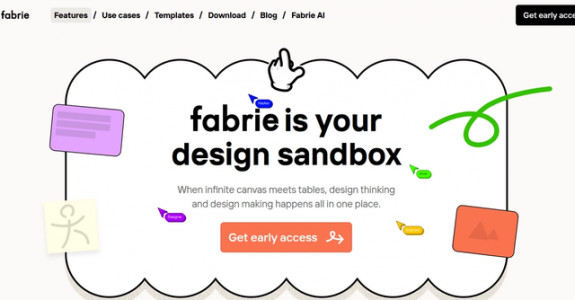 fabrie
Features / Use cases / Templates / Download / Blog / Fabrie AI
Get early acce
fabrie is your
design sandbox
When infinite canvas meets tables, design thinking
and design making happens all in one place.
Get early access